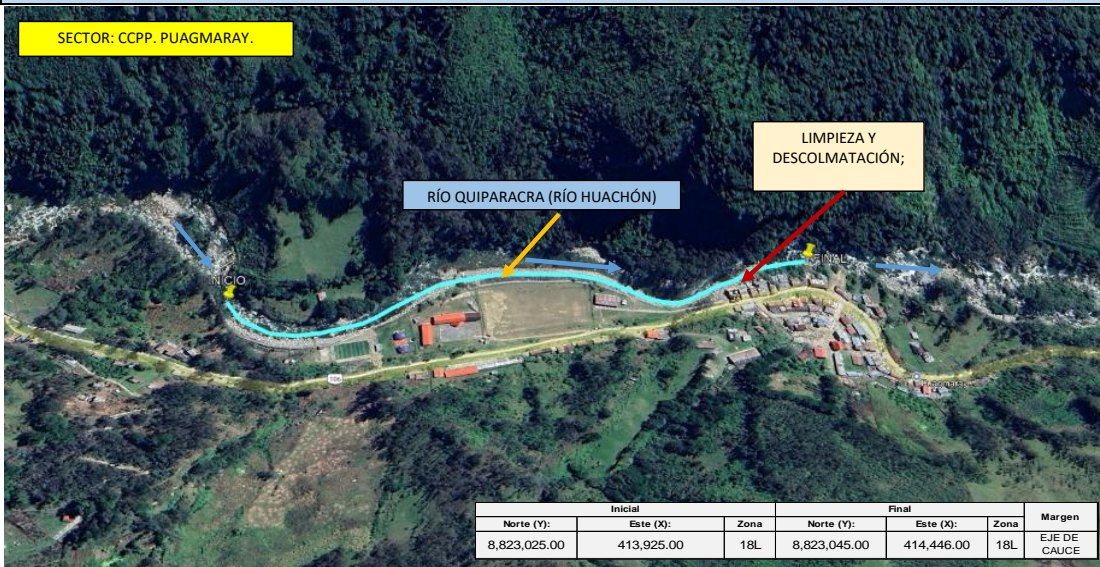 SECTOR: CCPP. PUAGMARAY.
LIMPIEZA Y
DESCOLMATACIÓN;
RÍO QUIPARACRA (RÍO HUACHÓN)
INICIO
FINAL
Inicial Final Margen
Norte (Y): Este (X): Zona Norte (Y): Este (X): Zona
8,823,025.00 413,925.00 18L 8,823,045.00 414,446.00 18L EJE DE
CAUCE